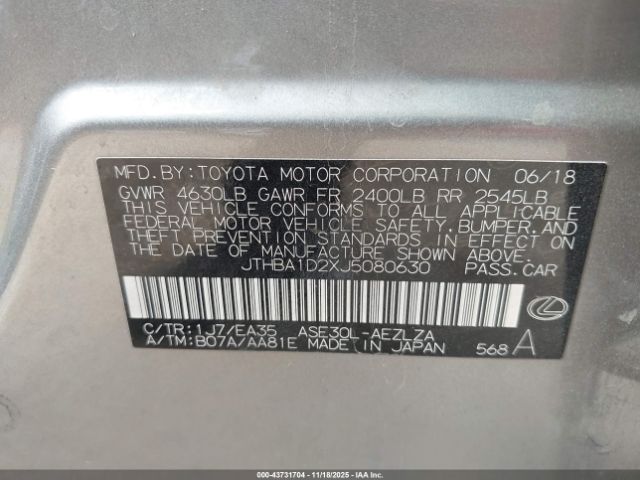 MFD. BY: TOYOTA MOTOR CORPORATION 06/18
GVWR 4630LB GAWR FR 2400LB RR 2545LB
THIS VEHICLE CONFORMS TO ALL APPLICABLE
FEDERAL MOTOR VEHICLE SAFETY, BUMPER, AND
THEFT PREVENTION STANDARDS IN EFFECT ON
THE DATE OF MANUFACTURE SHOWN ABOVE.
JTHBA1D2XJ5080630 PASS.CAR
C/TR:1J7/EA35 ASE30L-AEZLZA
A/TM:B07A/AA81E MADE IN JAPAN 568 A
000-43731704 - 11/18/2025 - IAAI.COM